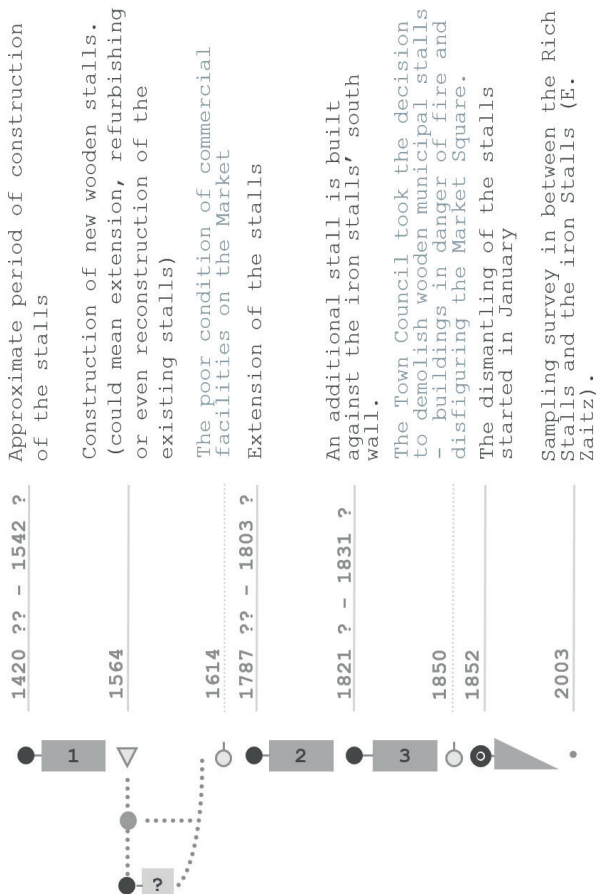 1420 ?? - 1542 ?
Approximate period of construction
of the stalls
1564
Construction of new wooden stalls.
(could mean extension, refurbishing
or even reconstruction of the
existing stalls)
1614
The poor condition of commercial
facilities on the Market
1787 ?? - 1803 ?
Extension of the stalls
1821 ? - 1831 ?
An additional stall is built
against the iron stalls’ south
wall.
1850
The Town Council took the decision
to demolish wooden municipal stalls
- buildings in danger of fire and
disfiguring the Market Square.
1852
The dismantling of the stalls
started in January
2003
Sampling survey in between the Rich
Stalls and the iron Stalls (E.
Zaitz).
1
2
3
?